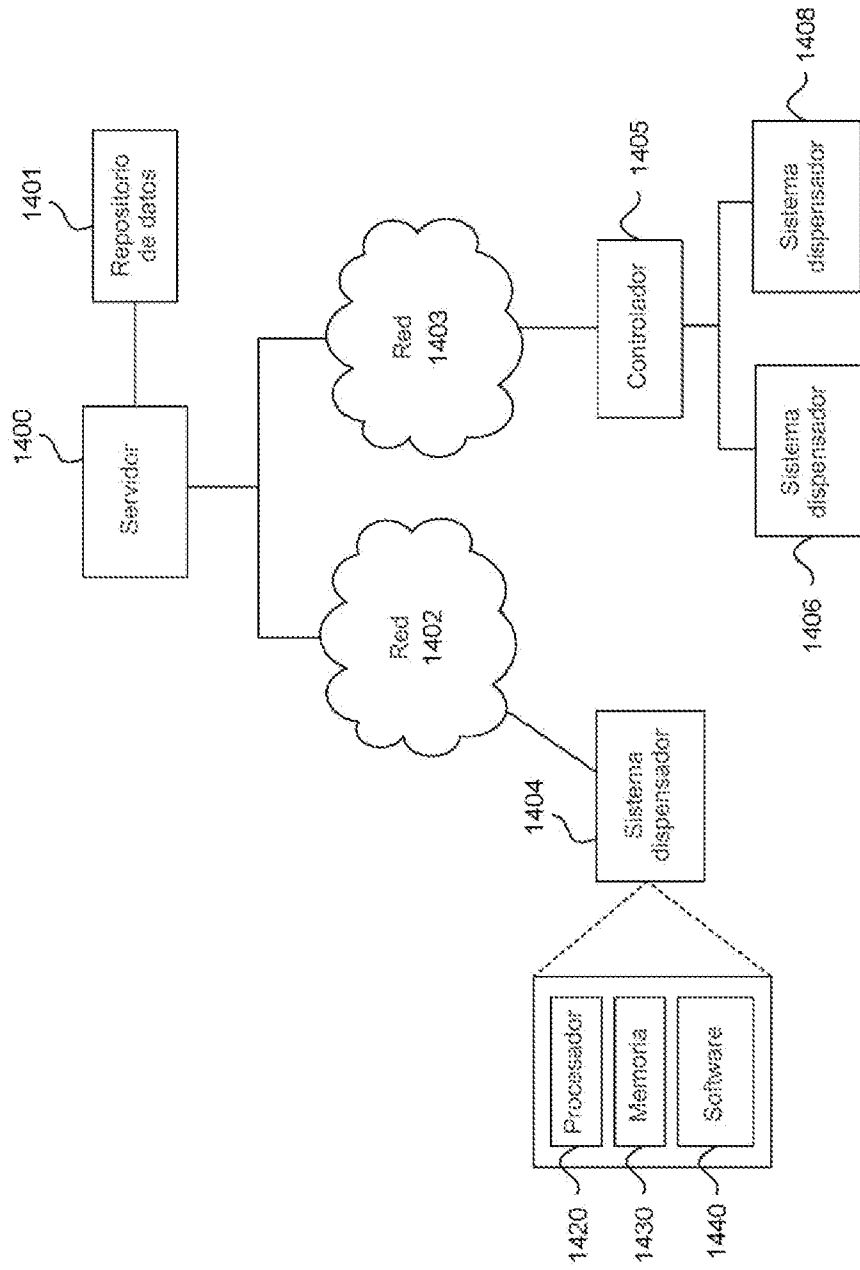 1400
Servidor
1401
Repositorio
de datos
Red
1402
Red
1403
1404
Sistema
dispensador
Controlador
1405
Sistema
dispensador
1406
Sistema
dispensador
1408
Procesador
1420
Memoria
1430
Software
1440